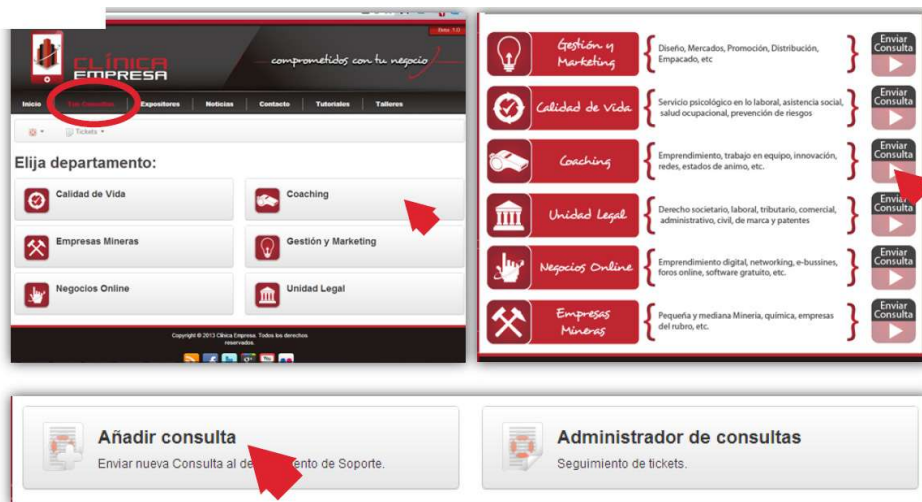 Beta 1.0
CLÍNICA
EMPRESA
comprometidos con tu negocio
Inicio
Tus Consultas
Expositores
Noticias
Contacto
Tutoriales
Talleres
Tickets
Elija departamento:
Calidad de Vida
Coaching
Empresas Mineras
Gestión y Marketing
Negocios Online
Unidad Legal
Copyright © 2013 Clínica Empresa. Todos los derechos
reservados.
Gestión y
Marketing
Diseño, Mercados, Promoción, Distribución,
Empacado, etc
Enviar
Consulta
Calidad de Vida
Servicio psicológico en lo laboral, asistencia social,
salud ocupacional, prevención de riesgos
Enviar
Consulta
Coaching
Emprendimiento, trabajo en equipo, innovación,
redes, estados de animo, etc.
Enviar
Consulta
Unidad Legal
Derecho societario, laboral, tributario, comercial,
administrativo, civil, de marca y patentes
Enviar
Consulta
Negocios Online
Emprendimiento digital, networking, e-bussines,
foros online, software gratuito, etc.
Enviar
Consulta
Empresas
Mineras
Pequeña y mediana Minería, química, empresas
del rubro, etc.
Enviar
Consulta
Añadir consulta
Enviar nueva Consulta al de ento de Soporte.
Administrador de consultas
Seguimiento de tickets.